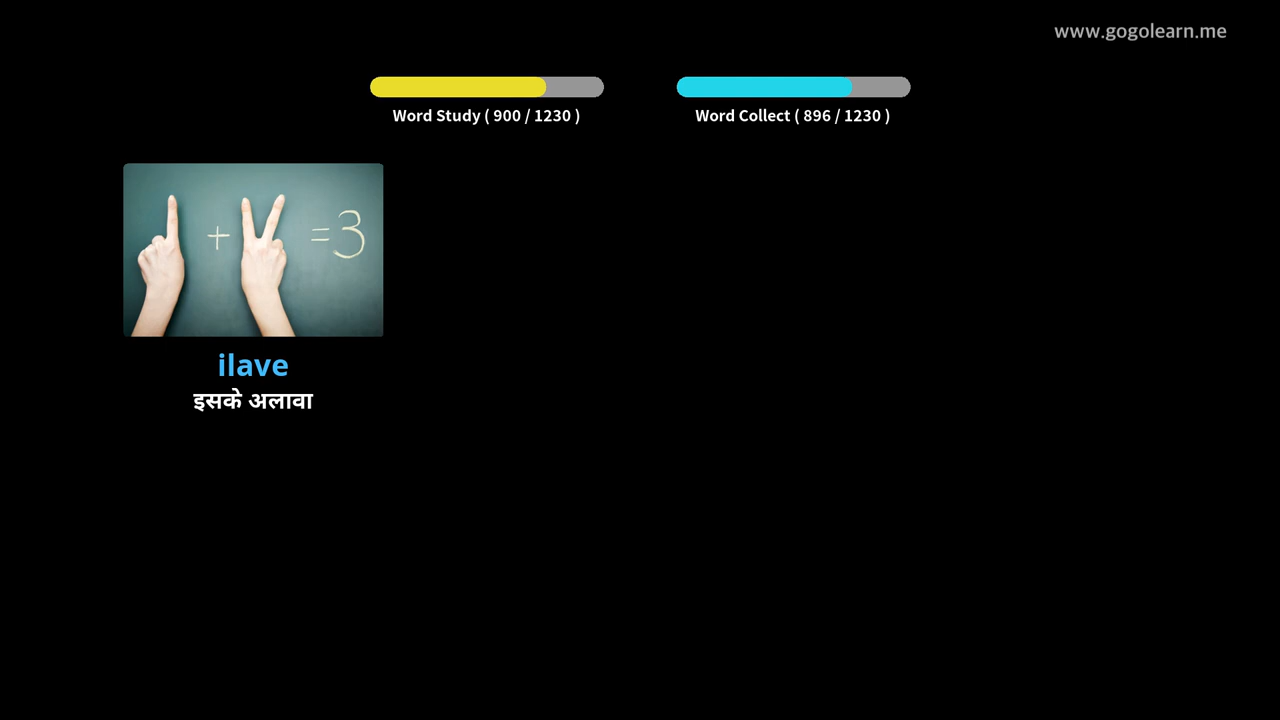 www.gogolearn.me
Word Study ( 900 / 1230 )
Word Collect ( 896 / 1230 )
+ =3
ilave
इसके अलावा